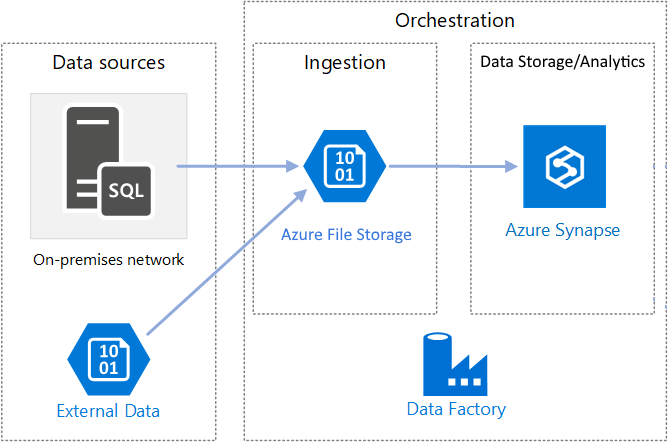 Orchestration
Data sources
Ingestion
Data Storage/Analytics
SQL
10
01
Azure File Storage
Azure Synapse
On-premises network
10
01
External Data
Data Factory